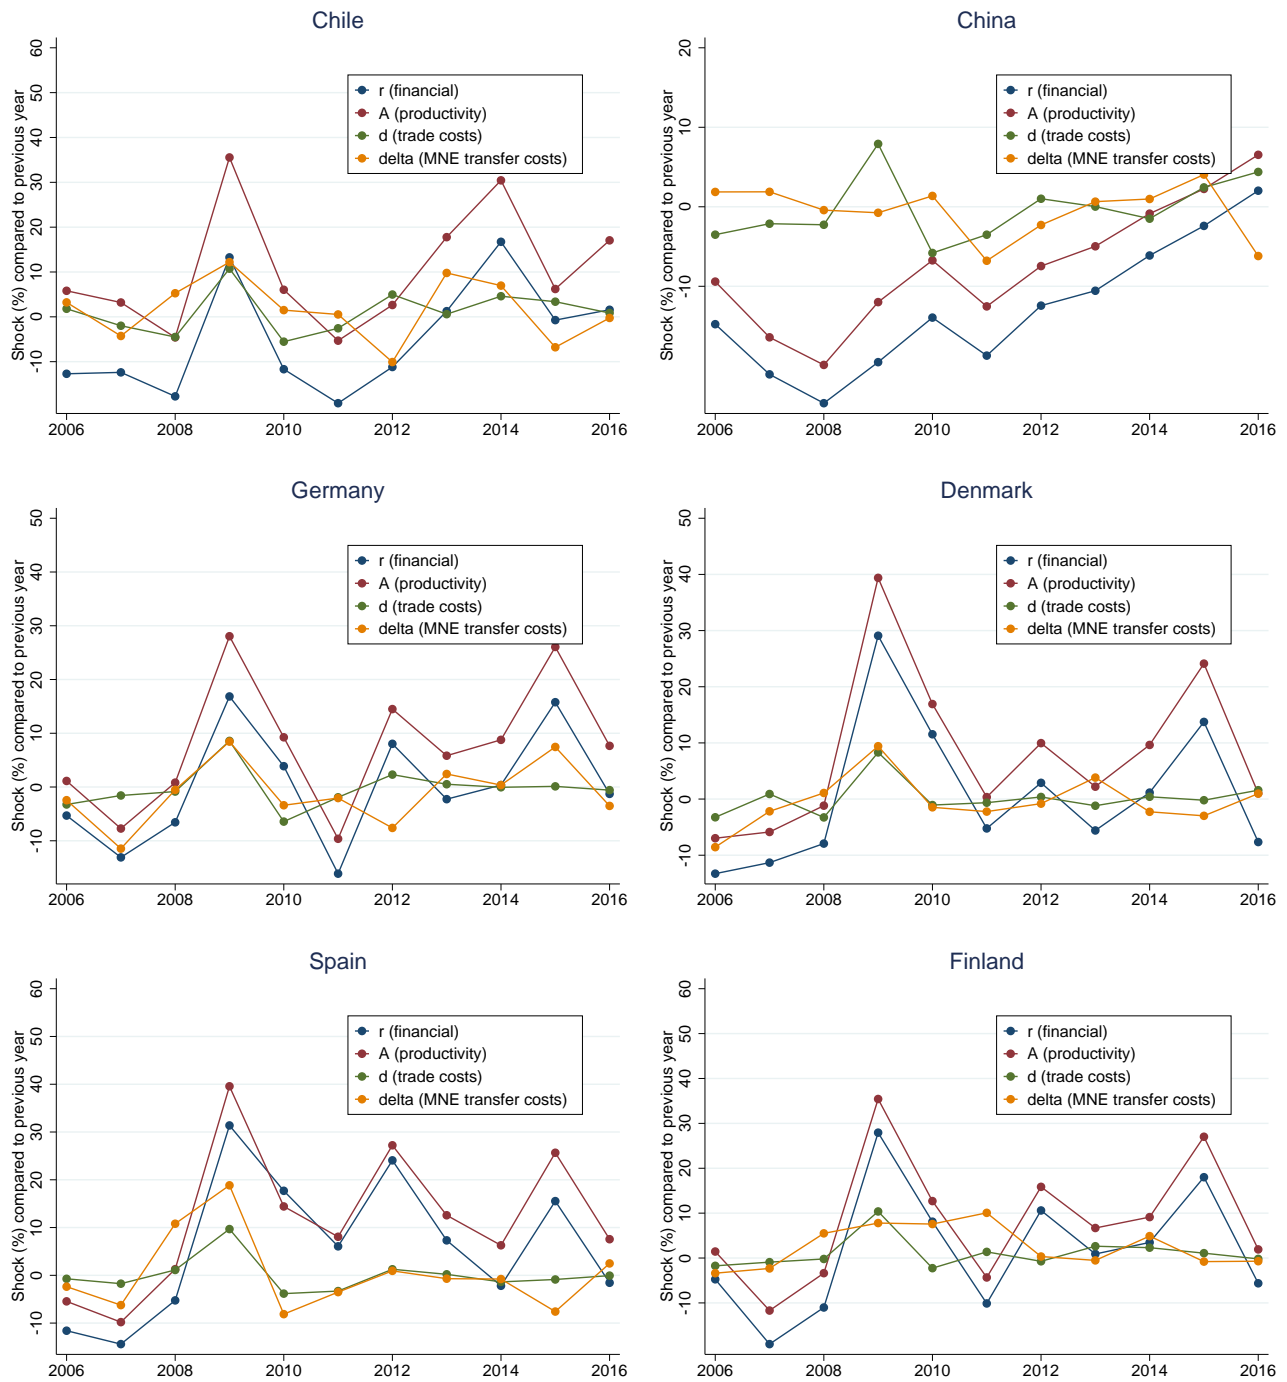 Chile
Shock (%) compared to previous year
60
50
40
30
20
10
0
-10
r (financial)
A (productivity)
d (trade costs)
delta (MNE transfer costs)
2006 2008 2010 2012 2014 2016
China
Shock (%) compared to previous year
20
10
0
-10
r (financial)
A (productivity)
d (trade costs)
delta (MNE transfer costs)
2006 2008 2010 2012 2014 2016
Germany
Shock (%) compared to previous year
50
40
30
20
10
0
-10
r (financial)
A (productivity)
d (trade costs)
delta (MNE transfer costs)
2006 2008 2010 2012 2014 2016
Denmark
Shock (%) compared to previous year
50
40
30
20
10
0
-10
r (financial)
A (productivity)
d (trade costs)
delta (MNE transfer costs)
2006 2008 2010 2012 2014 2016
Spain
Shock (%) compared to previous year
60
50
40
30
20
10
0
-10
r (financial)
A (productivity)
d (trade costs)
delta (MNE transfer costs)
2006 2008 2010 2012 2014 2016
Finland
Shock (%) compared to previous year
60
50
40
30
20
10
0
-10
r (financial)
A (productivity)
d (trade costs)
delta (MNE transfer costs)
2006 2008 2010 2012 2014 2016